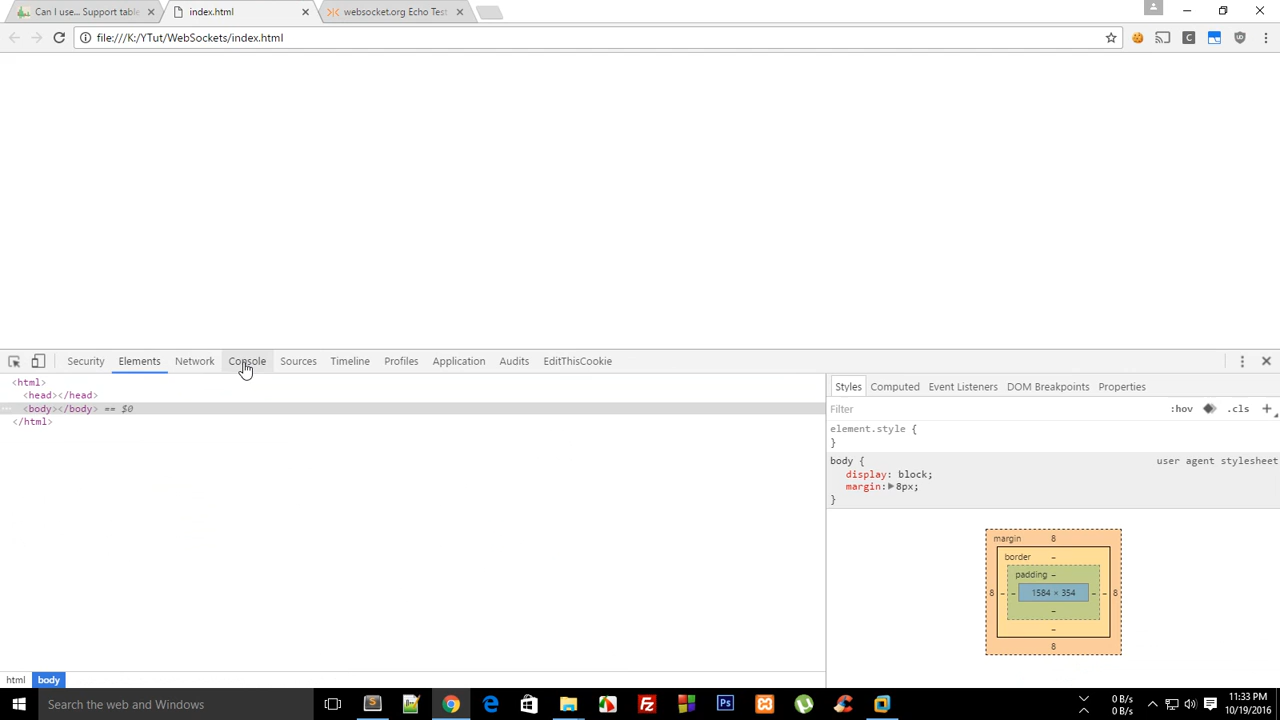 Can I use... Support table
index.html
websocket.org Echo Test
file:///K:/YTut/WebSockets/index.html
Security Elements Network Console Sources Timeline Profiles Application Audits EditThisCookie
<html>
<head></head>
... <body></body> == $0
</html>
Styles Computed Event Listeners DOM Breakpoints Properties
Filter :hov .cls +
element.style {
}
body { user agent stylesheet
display: block;
margin:▶8px;
}
margin 8
border –
padding –
8 – – 1584 × 354 – – 8
–
–
8
html body
Search the web and Windows
0 B/s
0 B/s
11:33 PM
10/19/2016